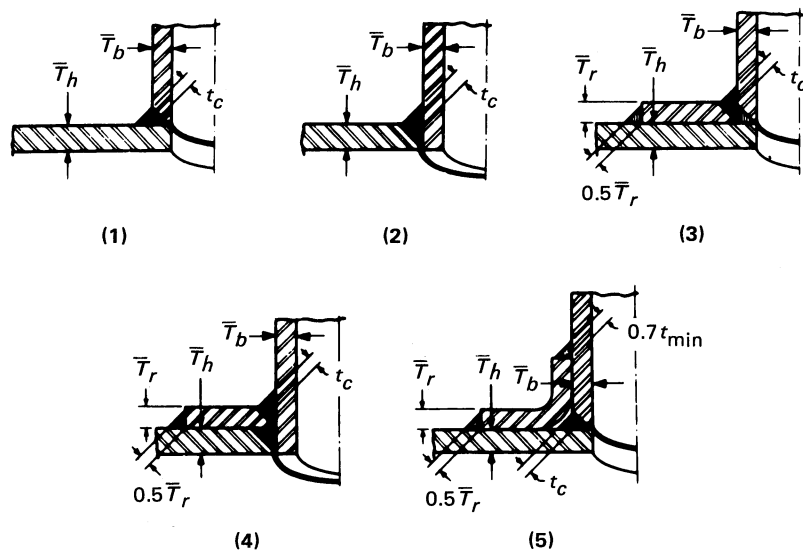 T̿b
T̿h
tc
(1)
T̿b
T̿h
tc
(2)
T̿b
T̿r
T̿h
tc
0.5T̿r
(3)
T̿b
T̿r
T̿h
tc
0.5T̿r
(4)
0.7tmin
T̿r
T̿h
T̿b
0.5T̿r
tc
(5)